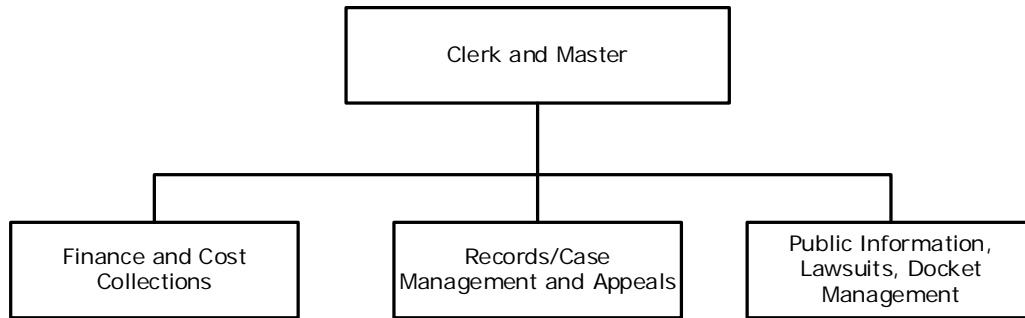 Clerk and Master
Finance and Cost
Collections
Records/Case
Management and Appeals
Public Information,
Lawsuits, Docket
Management